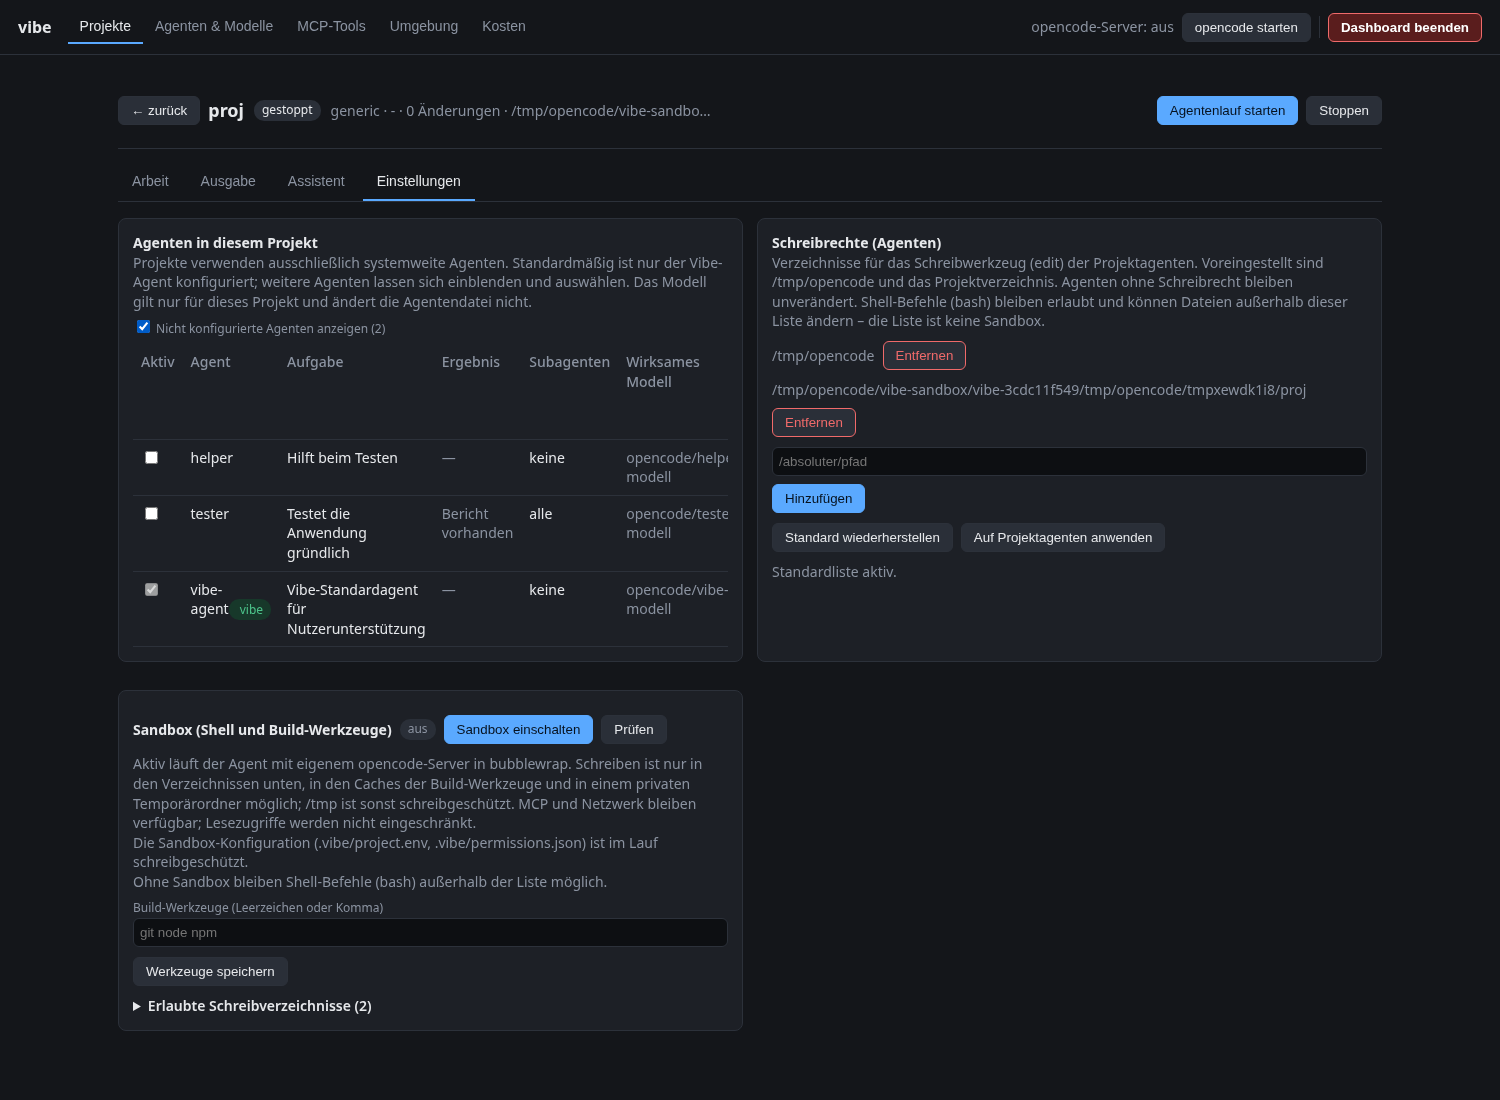 vibe Projekte Agenten & Modelle MCP-Tools Umgebung Kosten opencode-Server: aus opencode starten Dashboard beenden
← zurück proj gestoppt generic · - · 0 Änderungen · /tmp/opencode/vibe-sandbo… Agentenlauf starten Stoppen
Arbeit Ausgabe Assistent Einstellungen
Agenten in diesem Projekt
Projekte verwenden ausschließlich systemweite Agenten. Standardmäßig ist nur der Vibe-
Agent konfiguriert; weitere Agenten lassen sich einblenden und auswählen. Das Modell
gilt nur für dieses Projekt und ändert die Agentendatei nicht.
Nicht konfigurierte Agenten anzeigen (2)
Aktiv Agent Aufgabe Ergebnis Subagenten Wirksames
Modell
helper Hilft beim Testen — keine opencode/helpe
modell
tester Testet die Bericht alle opencode/teste
Anwendung vorhanden modell
gründlich
vibe- Vibe-Standardagent — keine opencode/vibe-
agent vibe für modell
Nutzerunterstützung
Schreibrechte (Agenten)
Verzeichnisse für das Schreibwerkzeug (edit) der Projektagenten. Voreingestellt sind
/tmp/opencode und das Projektverzeichnis. Agenten ohne Schreibrecht bleiben
unverändert. Shell-Befehle (bash) bleiben erlaubt und können Dateien außerhalb dieser
Liste ändern – die Liste ist keine Sandbox.
/tmp/opencode Entfernen
/tmp/opencode/vibe-sandbox/vibe-3cdc11f549/tmp/opencode/tmpxewdk1i8/proj
Entfernen
/absoluter/pfad
Hinzufügen
Standard wiederherstellen Auf Projektagenten anwenden
Standardliste aktiv.
Sandbox (Shell und Build-Werkzeuge) aus Sandbox einschalten Prüfen
Aktiv läuft der Agent mit eigenem opencode-Server in bubblewrap. Schreiben ist nur in
den Verzeichnissen unten, in den Caches der Build-Werkzeuge und in einem privaten
Temporärordner möglich; /tmp ist sonst schreibgeschützt. MCP und Netzwerk bleiben
verfügbar; Lesezugriffe werden nicht eingeschränkt.
Die Sandbox-Konfiguration (.vibe/project.env, .vibe/permissions.json) ist im Lauf
schreibgeschützt.
Ohne Sandbox bleiben Shell-Befehle (bash) außerhalb der Liste möglich.
Build-Werkzeuge (Leerzeichen oder Komma)
git node npm
Werkzeuge speichern
Erlaubte Schreibverzeichnisse (2)